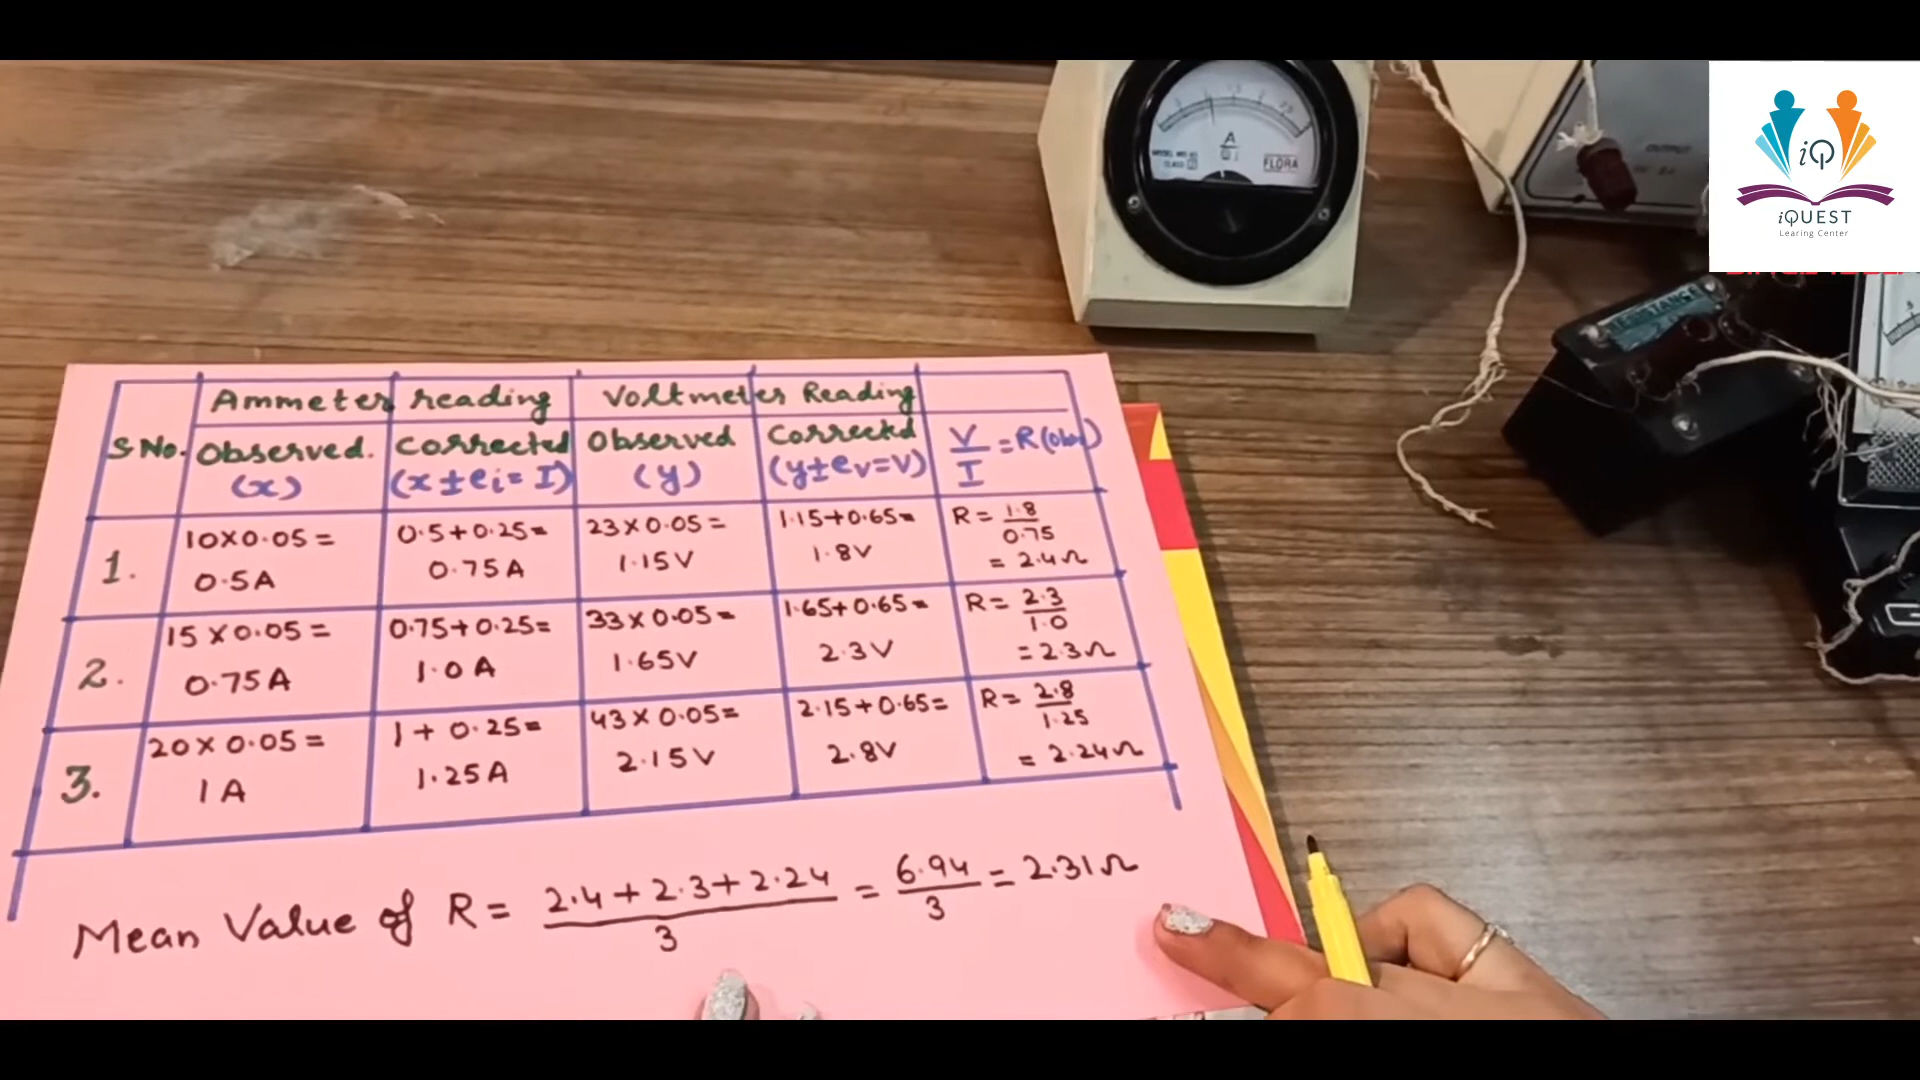 iQ
iQUEST
Learing Center
A
FLORA
RESISTANCE
Ammeter reading
Voltmeter Reading
S No.
Observed.
(x)
Corrected
(x ± ei = I)
Observed
(y)
Corrected
(y ± ev = V)
V/I = R(obs)
1.
10×0.05 =
0.5A
0.5+0.25=
0.75A
23×0.05 =
1.15V
1.15+0.65=
1.8V
R = 1.8/0.75
= 2.4Ω
2.
15×0.05 =
0.75A
0.75+0.25=
1.0 A
33×0.05 =
1.65V
1.65+0.65=
2.3V
R = 2.3/1.0
= 2.3Ω
3.
20×0.05 =
1 A
1 + 0.25=
1.25A
43×0.05=
2.15V
2.15+0.65=
2.8V
R = 2.8/1.25
= 2.24Ω
Mean Value of R = 2.4+2.3+2.24/3 = 6.94/3 = 2.31Ω